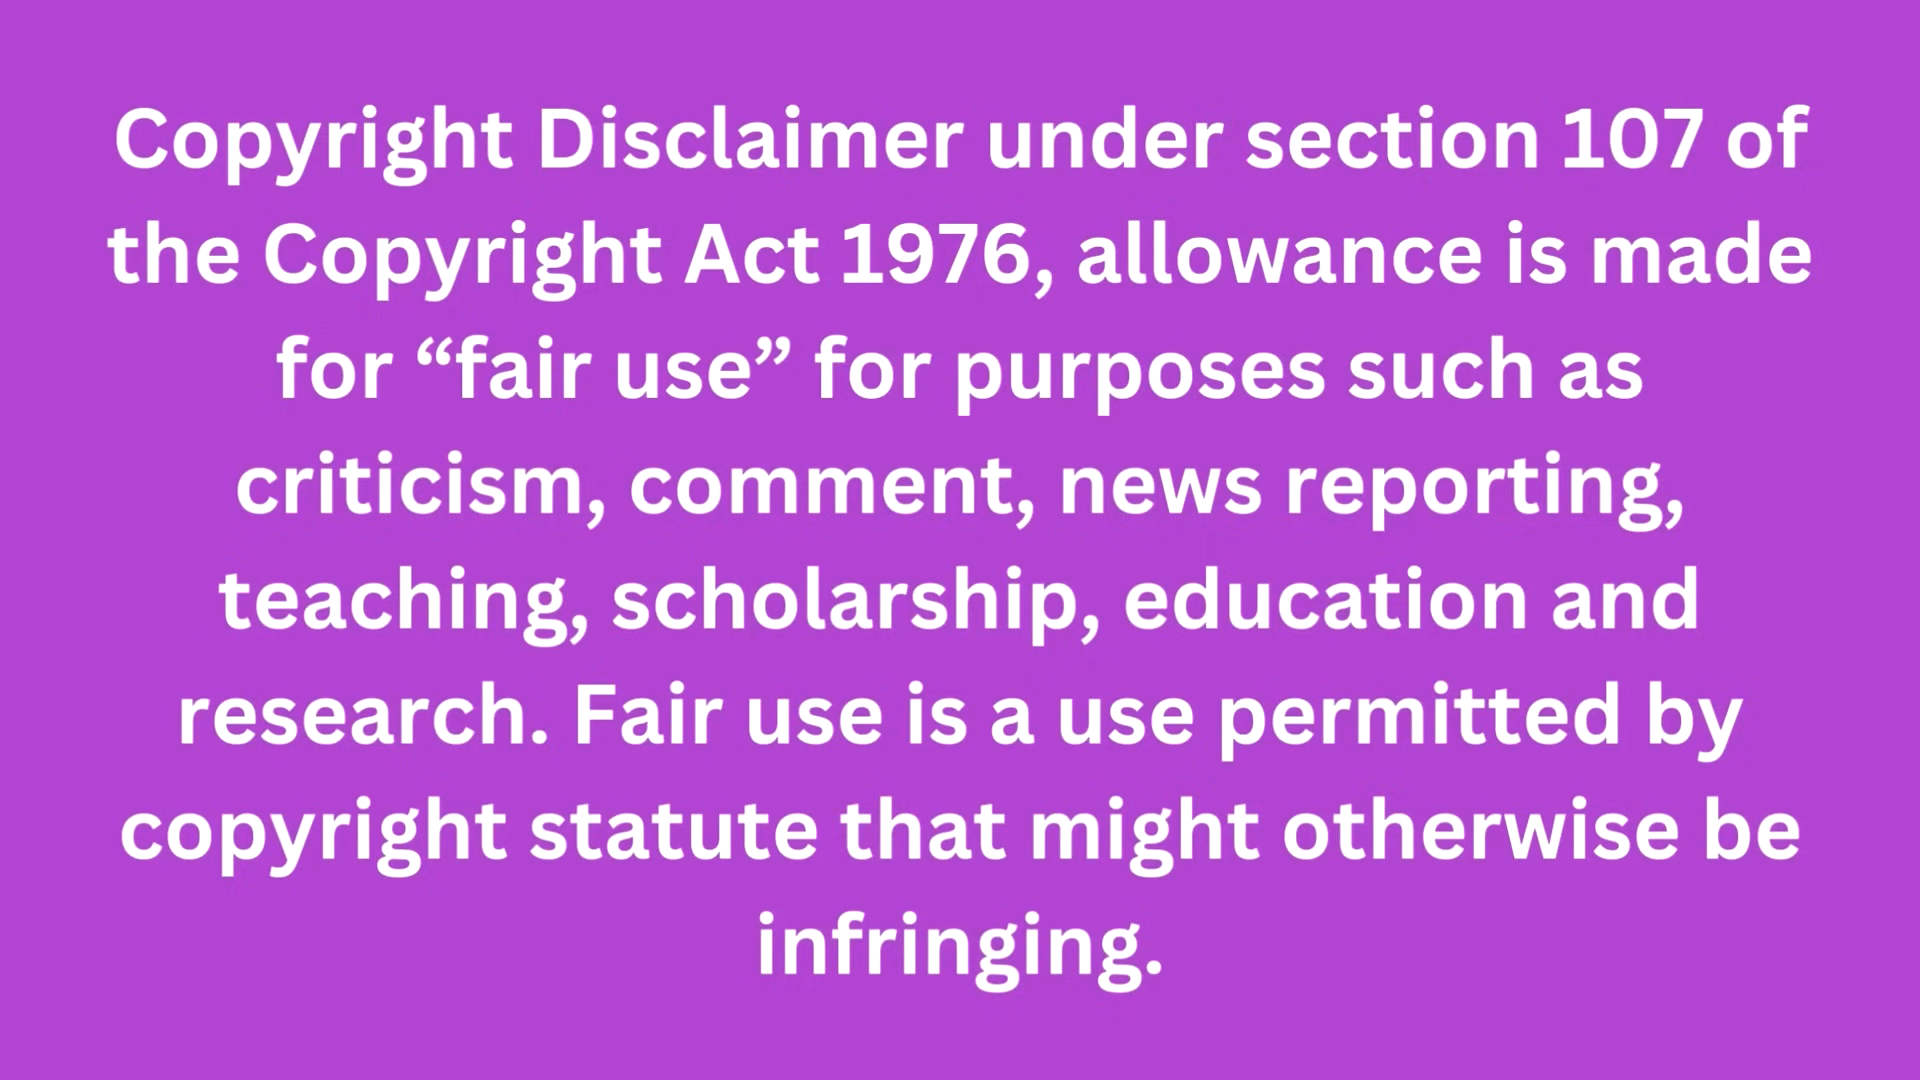 Copyright Disclaimer under section 107 of
the Copyright Act 1976, allowance is made
for “fair use” for purposes such as
criticism, comment, news reporting,
teaching, scholarship, education and
research. Fair use is a use permitted by
copyright statute that might otherwise be
infringing.